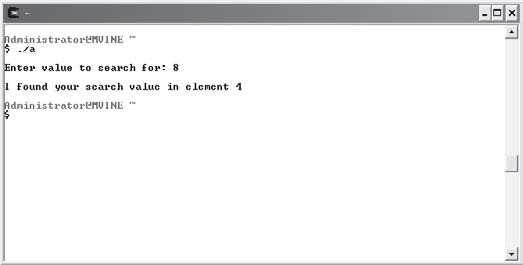 ~
Administrator@MVINE ~
$ ./a
Enter value to search for: 8
I found your search value in element 4
Administrator@MVINE ~
$